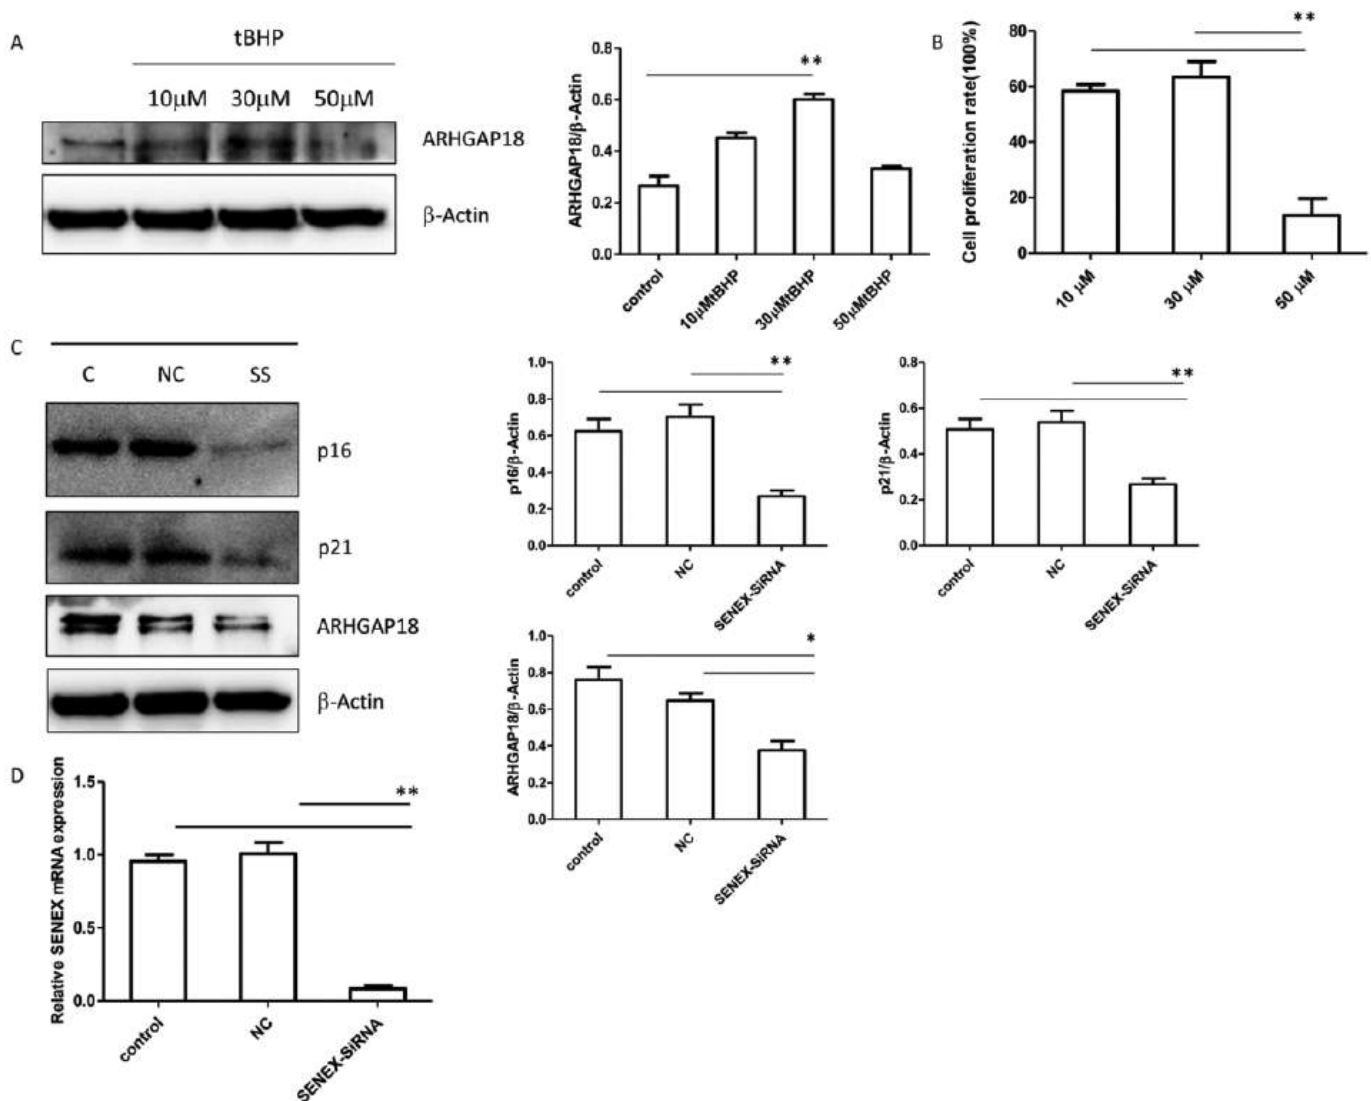 A
tBHP
10μM 30μM 50μM
ARHGAP18
β-Actin
ARHGAP18/β-Actin
0.8
0.6
0.4
0.2
0.0
**
control
10μMtBHP
30μMtBHP
50μMtBHP
B
Cell proliferation rate(100%)
80
60
40
20
0
**
10 μM
30 μM
50 μM
C
C NC SS
p16
p21
ARHGAP18
β-Actin
p16/β-Actin
1.0
0.8
0.6
0.4
0.2
0.0
**
control
NC
SENEX-SiRNA
p21/β-Actin
0.8
0.6
0.4
0.2
0.0
**
control
NC
SENEX-SiRNA
ARHGAP18/β-Actin
1.0
0.8
0.6
0.4
0.2
0.0
*
control
NC
SENEX-SiRNA
D
Relative SENEX mRNA expression
1.5
1.0
0.5
0.0
**
control
NC
SENEX-SiRNA